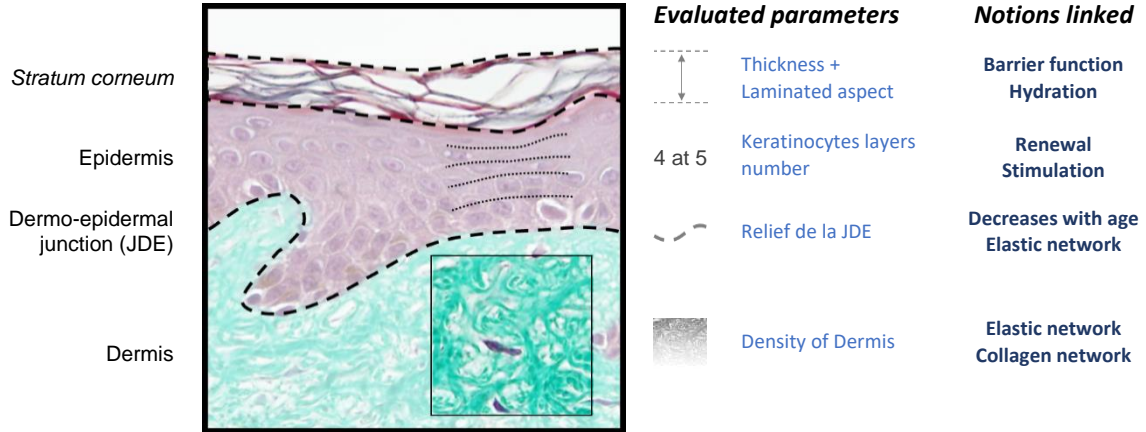 Evaluated parameters
Notions linked
Stratum corneum
Thickness +
Laminated aspect
Barrier function
Hydration
Epidermis
4 at 5
Keratinocytes layers
number
Renewal
Stimulation
Dermo-epidermal
junction (JDE)
Relief de la JDE
Decreases with age
Elastic network
Dermis
Density of Dermis
Elastic network
Collagen network